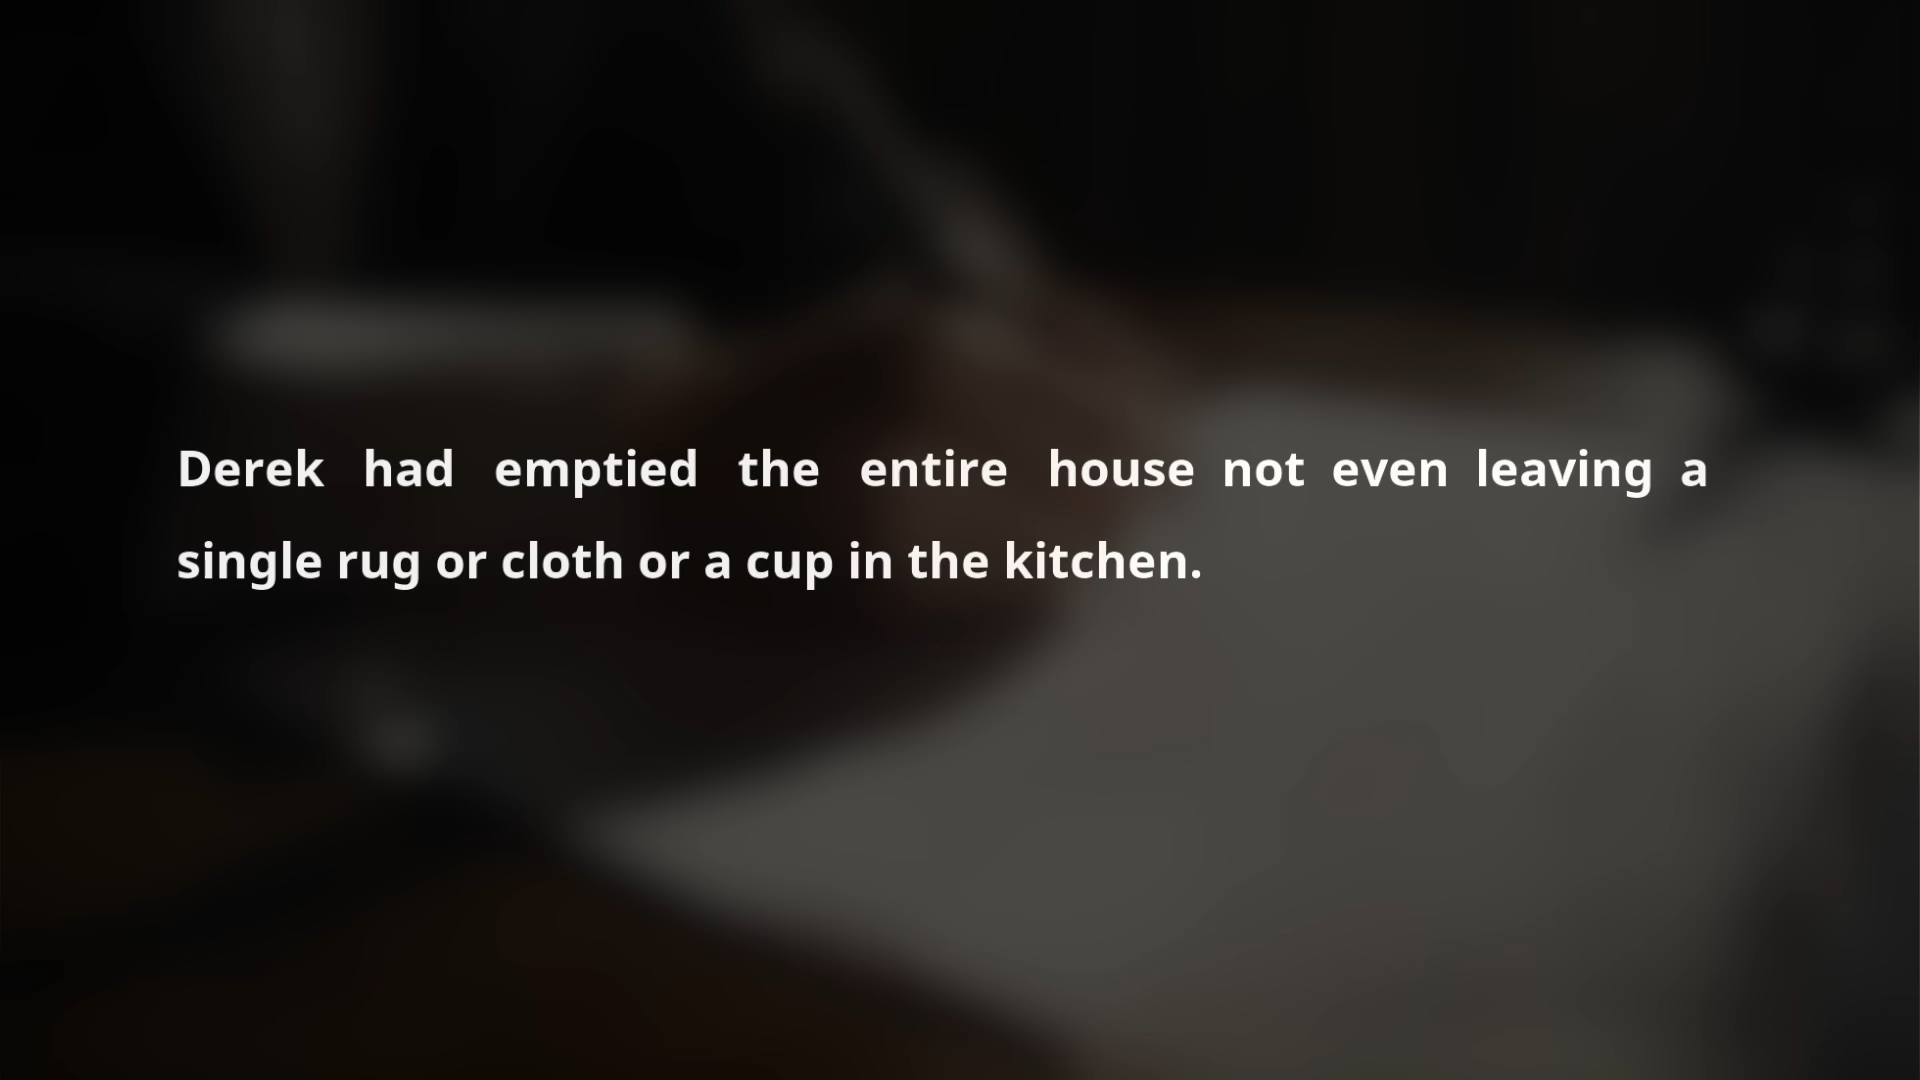 Derek had emptied the entire house not even leaving a
single rug or cloth or a cup in the kitchen.